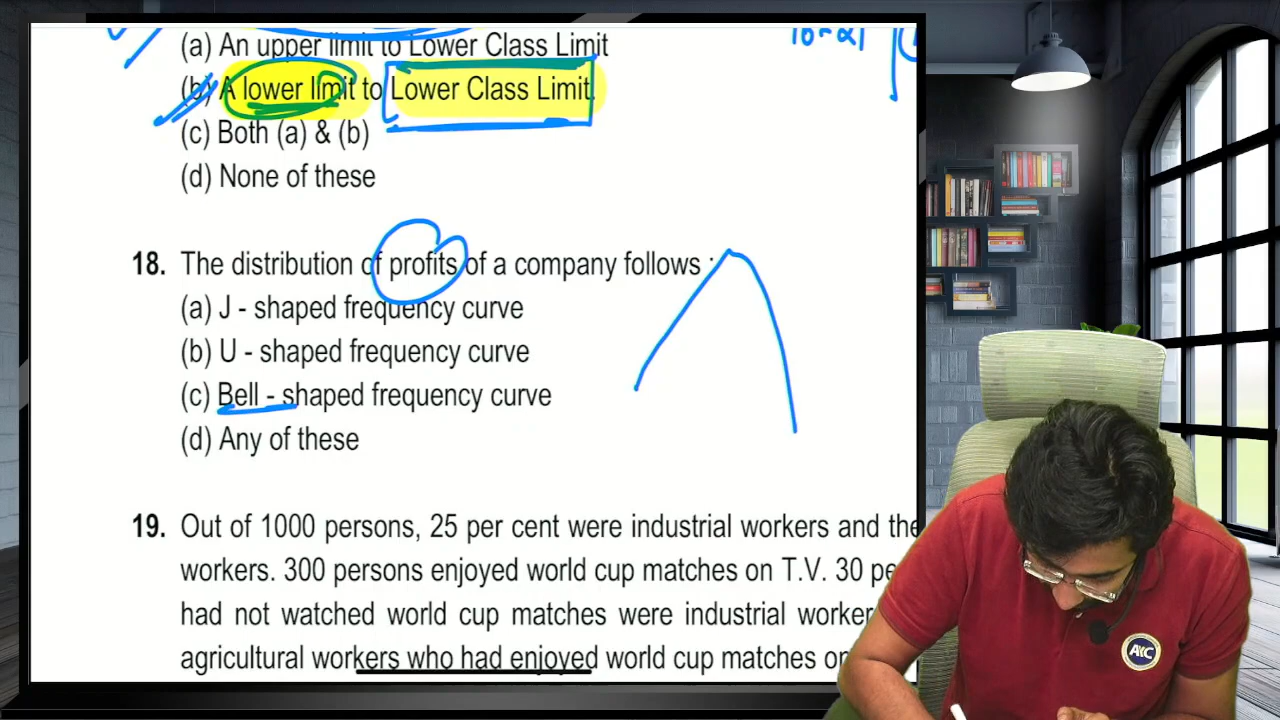 (a) An upper limit to Lower Class Limit
(b) A lower limit to Lower Class Limit.
(c) Both (a) & (b)
(d) None of these
18. The distribution of profits of a company follows :
(a) J - shaped frequency curve
(b) U - shaped frequency curve
(c) Bell - shaped frequency curve
(d) Any of these
19. Out of 1000 persons, 25 per cent were industrial workers and the
workers. 300 persons enjoyed world cup matches on T.V. 30
had not watched world cup matches were industrial
agricultural workers who had enjoyed world cup matches